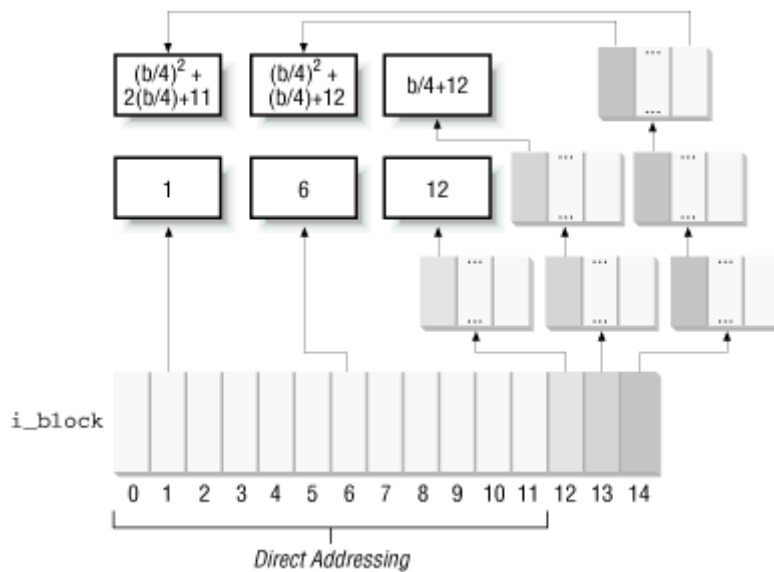 (b/4)² +
2(b/4)+11
(b/4)² +
(b/4)+12
b/4+12
1
6
12
i_block
0 1 2 3 4 5 6 7 8 9 10 11 12 13 14
Direct Addressing